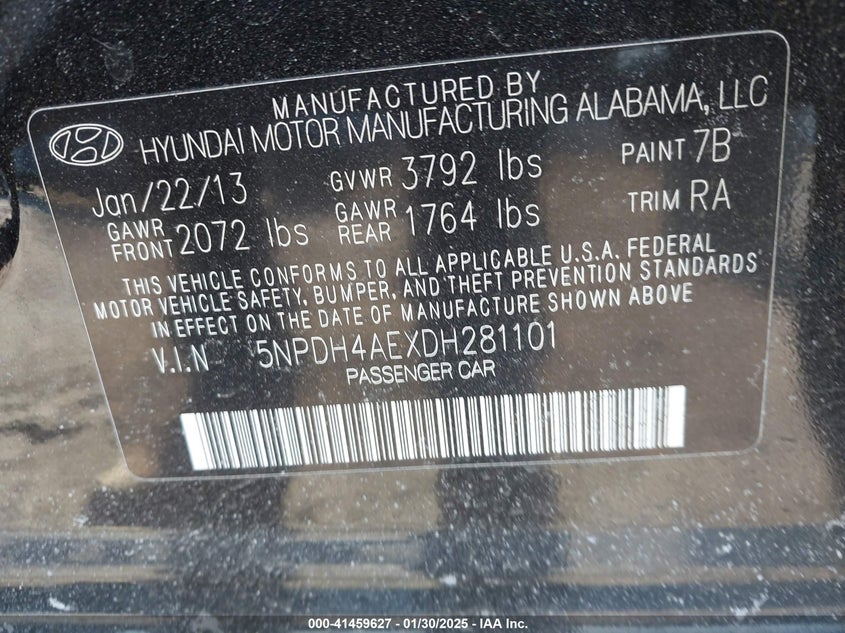 MANUFACTURED BY
HYUNDAI MOTOR MANUFACTURING ALABAMA, LLC
Jan/22/13 GVWR 3792 lbs PAINT 7B
GAWR FRONT 2072 lbs GAWR REAR 1764 lbs TRIM RA
THIS VEHICLE CONFORMS TO ALL APPLICABLE U.S.A. FEDERAL
MOTOR VEHICLE SAFETY, BUMPER, AND THEFT PREVENTION STANDARDS
IN EFFECT ON THE DATE OF MANUFACTURE SHOWN ABOVE
V.I.N 5NPDH4AEXDH281101
PASSENGER CAR
000-41459627 - 01/30/2025 - IAA Inc.